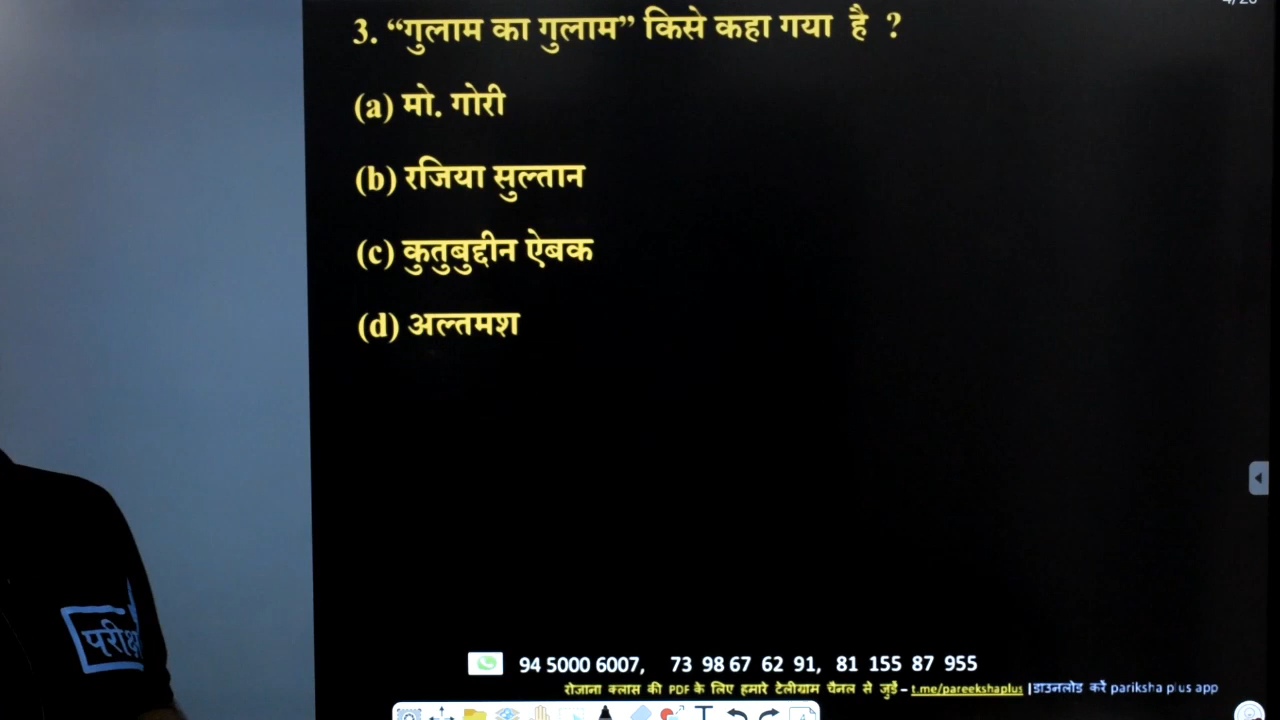 3. “गुलाम का गुलाम” किसे कहा गया है ?
(a) मो. गोरी
(b) रजिया सुल्तान
(c) कुतुबुद्दीन ऐबक
(d) अल्तमश
परीक्षा
94 5000 6007, 73 98 67 62 91, 81 155 87 955
रोजाना क्लास की PDF के लिए हमारे टेलीग्राम चैनल से जुड़ें – t.me/pareekshaplus |डाउनलोड करें pariksha plus app